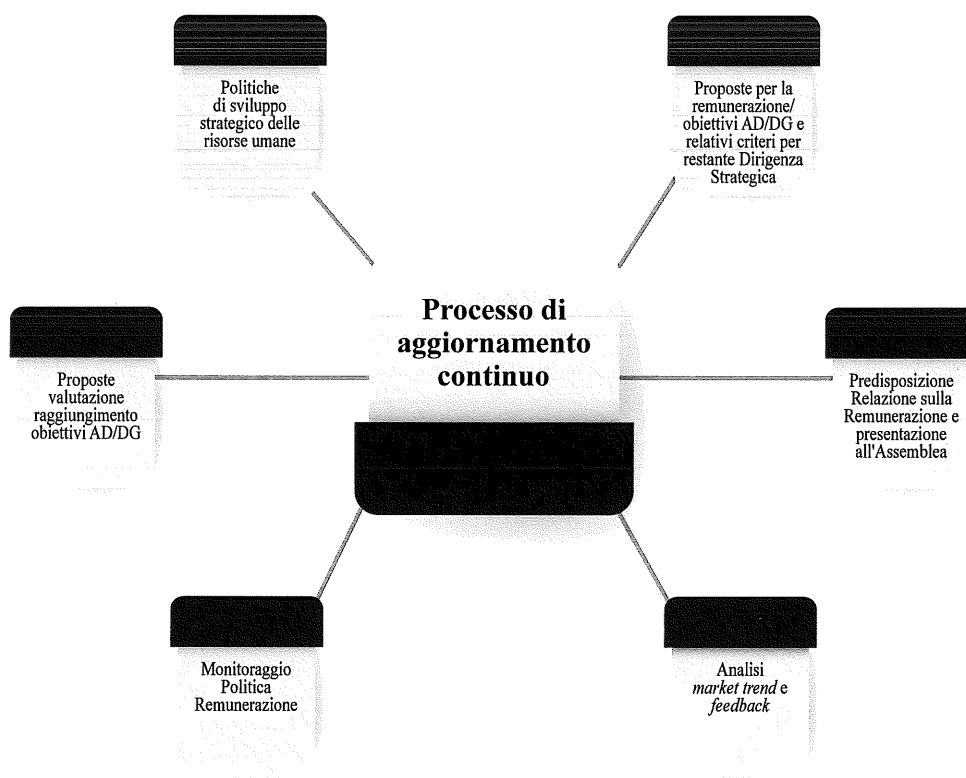 Politiche
di sviluppo
strategico delle
risorse umane
Proposte per la
remunerazione/
obiettivi AD/DG e
relativi criteri per
restante Dirigenza
Strategica
Processo di
aggiornamento
continuo
Proposte
valutazione
raggiungimento
obiettivi AD/DG
Predisposizione
Relazione sulla
Remunerazione e
presentazione
all'Assemblea
Monitoraggio
Politica
Remunerazione
Analisi
market trend e
feedback